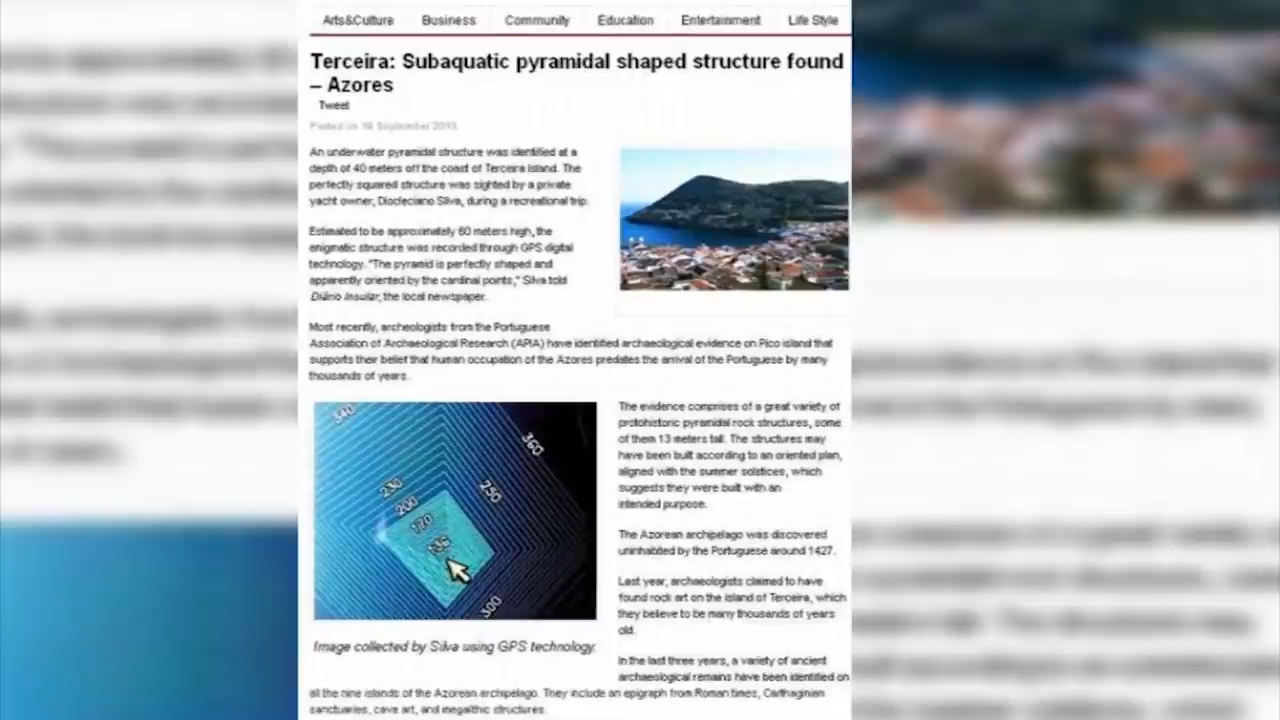 Arts&Culture Business Community Education Entertainment Life Style
Terceira: Subaquatic pyramidal shaped structure found
– Azores
Tweet
Posted on 19 September 2013.
An underwater pyramidal structure was identified at a
depth of 40 meters off the coast of Terceira Island. The
perfectly squared structure was sighted by a private
yacht owner, Diocleciano Silva, during a recreational trip.
Estimated to be approximately 60 meters high, the
enigmatic structure was recorded through GPS digital
technology. "The pyramid is perfectly shaped and
apparently oriented by the cardinal points," Silva told
Diário Insular, the local newspaper.
Most recently, archeologists from the Portuguese
Association of Archaeological Research (APIA) have identified archaeological evidence on Pico island that
supports their belief that human occupation of the Azores predates the arrival of the Portuguese by many
thousands of years.
340
360
230
250
200
170
136
300
Image collected by Silva using GPS technology.
The evidence comprises of a great variety of
protohistoric pyramidal rock structures, some
of them 13 meters tall. The structures may
have been built according to an oriented plan,
aligned with the summer solstices, which
suggests they were built with an
intended purpose.
The Azorean archipelago was discovered
uninhabited by the Portuguese around 1427.
Last year, archaeologists claimed to have
found rock art on the island of Terceira, which
they believe to be many thousands of years
old.
In the last three years, a variety of ancient
archaeological remains have been identified on
all the nine islands of the Azorean archipelago. They include an epigraph from Roman times, Carthaginian
sanctuaries, cave art, and megalithic structures.